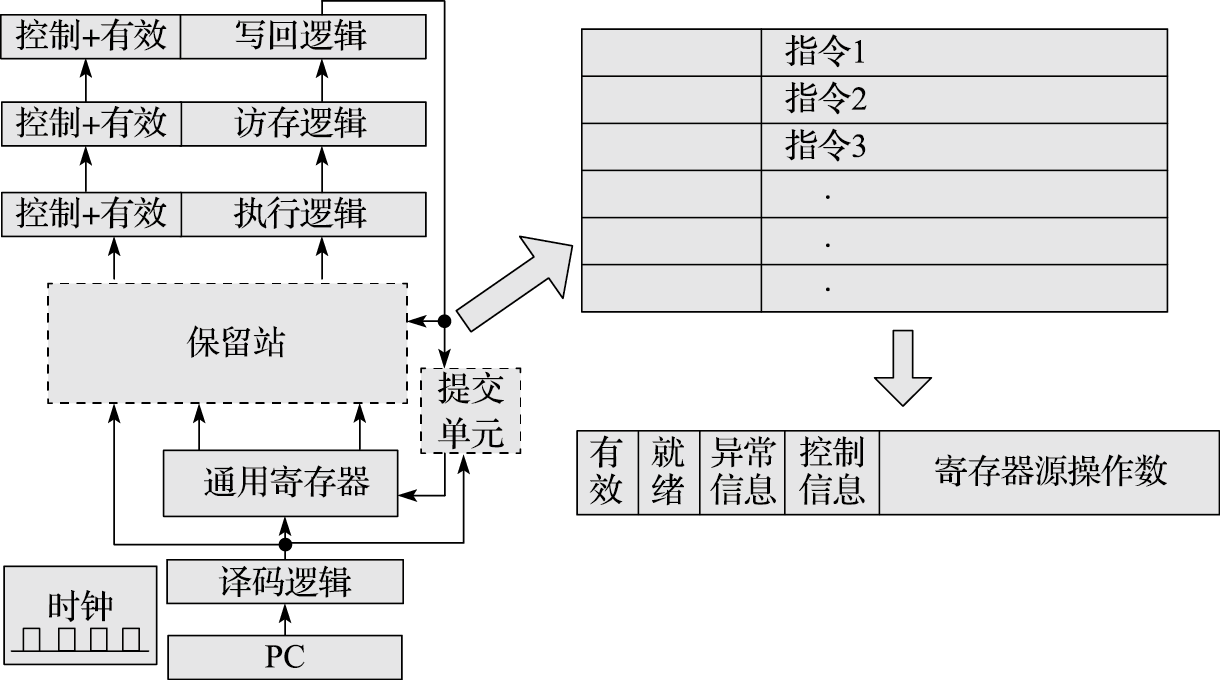 控制+有效 写回逻辑
控制+有效 访存逻辑
控制+有效 执行逻辑
保留站
提交
单元
通用寄存器
译码逻辑
时钟
PC
指令1
指令2
指令3
.
.
.
有效
就绪
异常
信息
控制
信息
寄存器源操作数